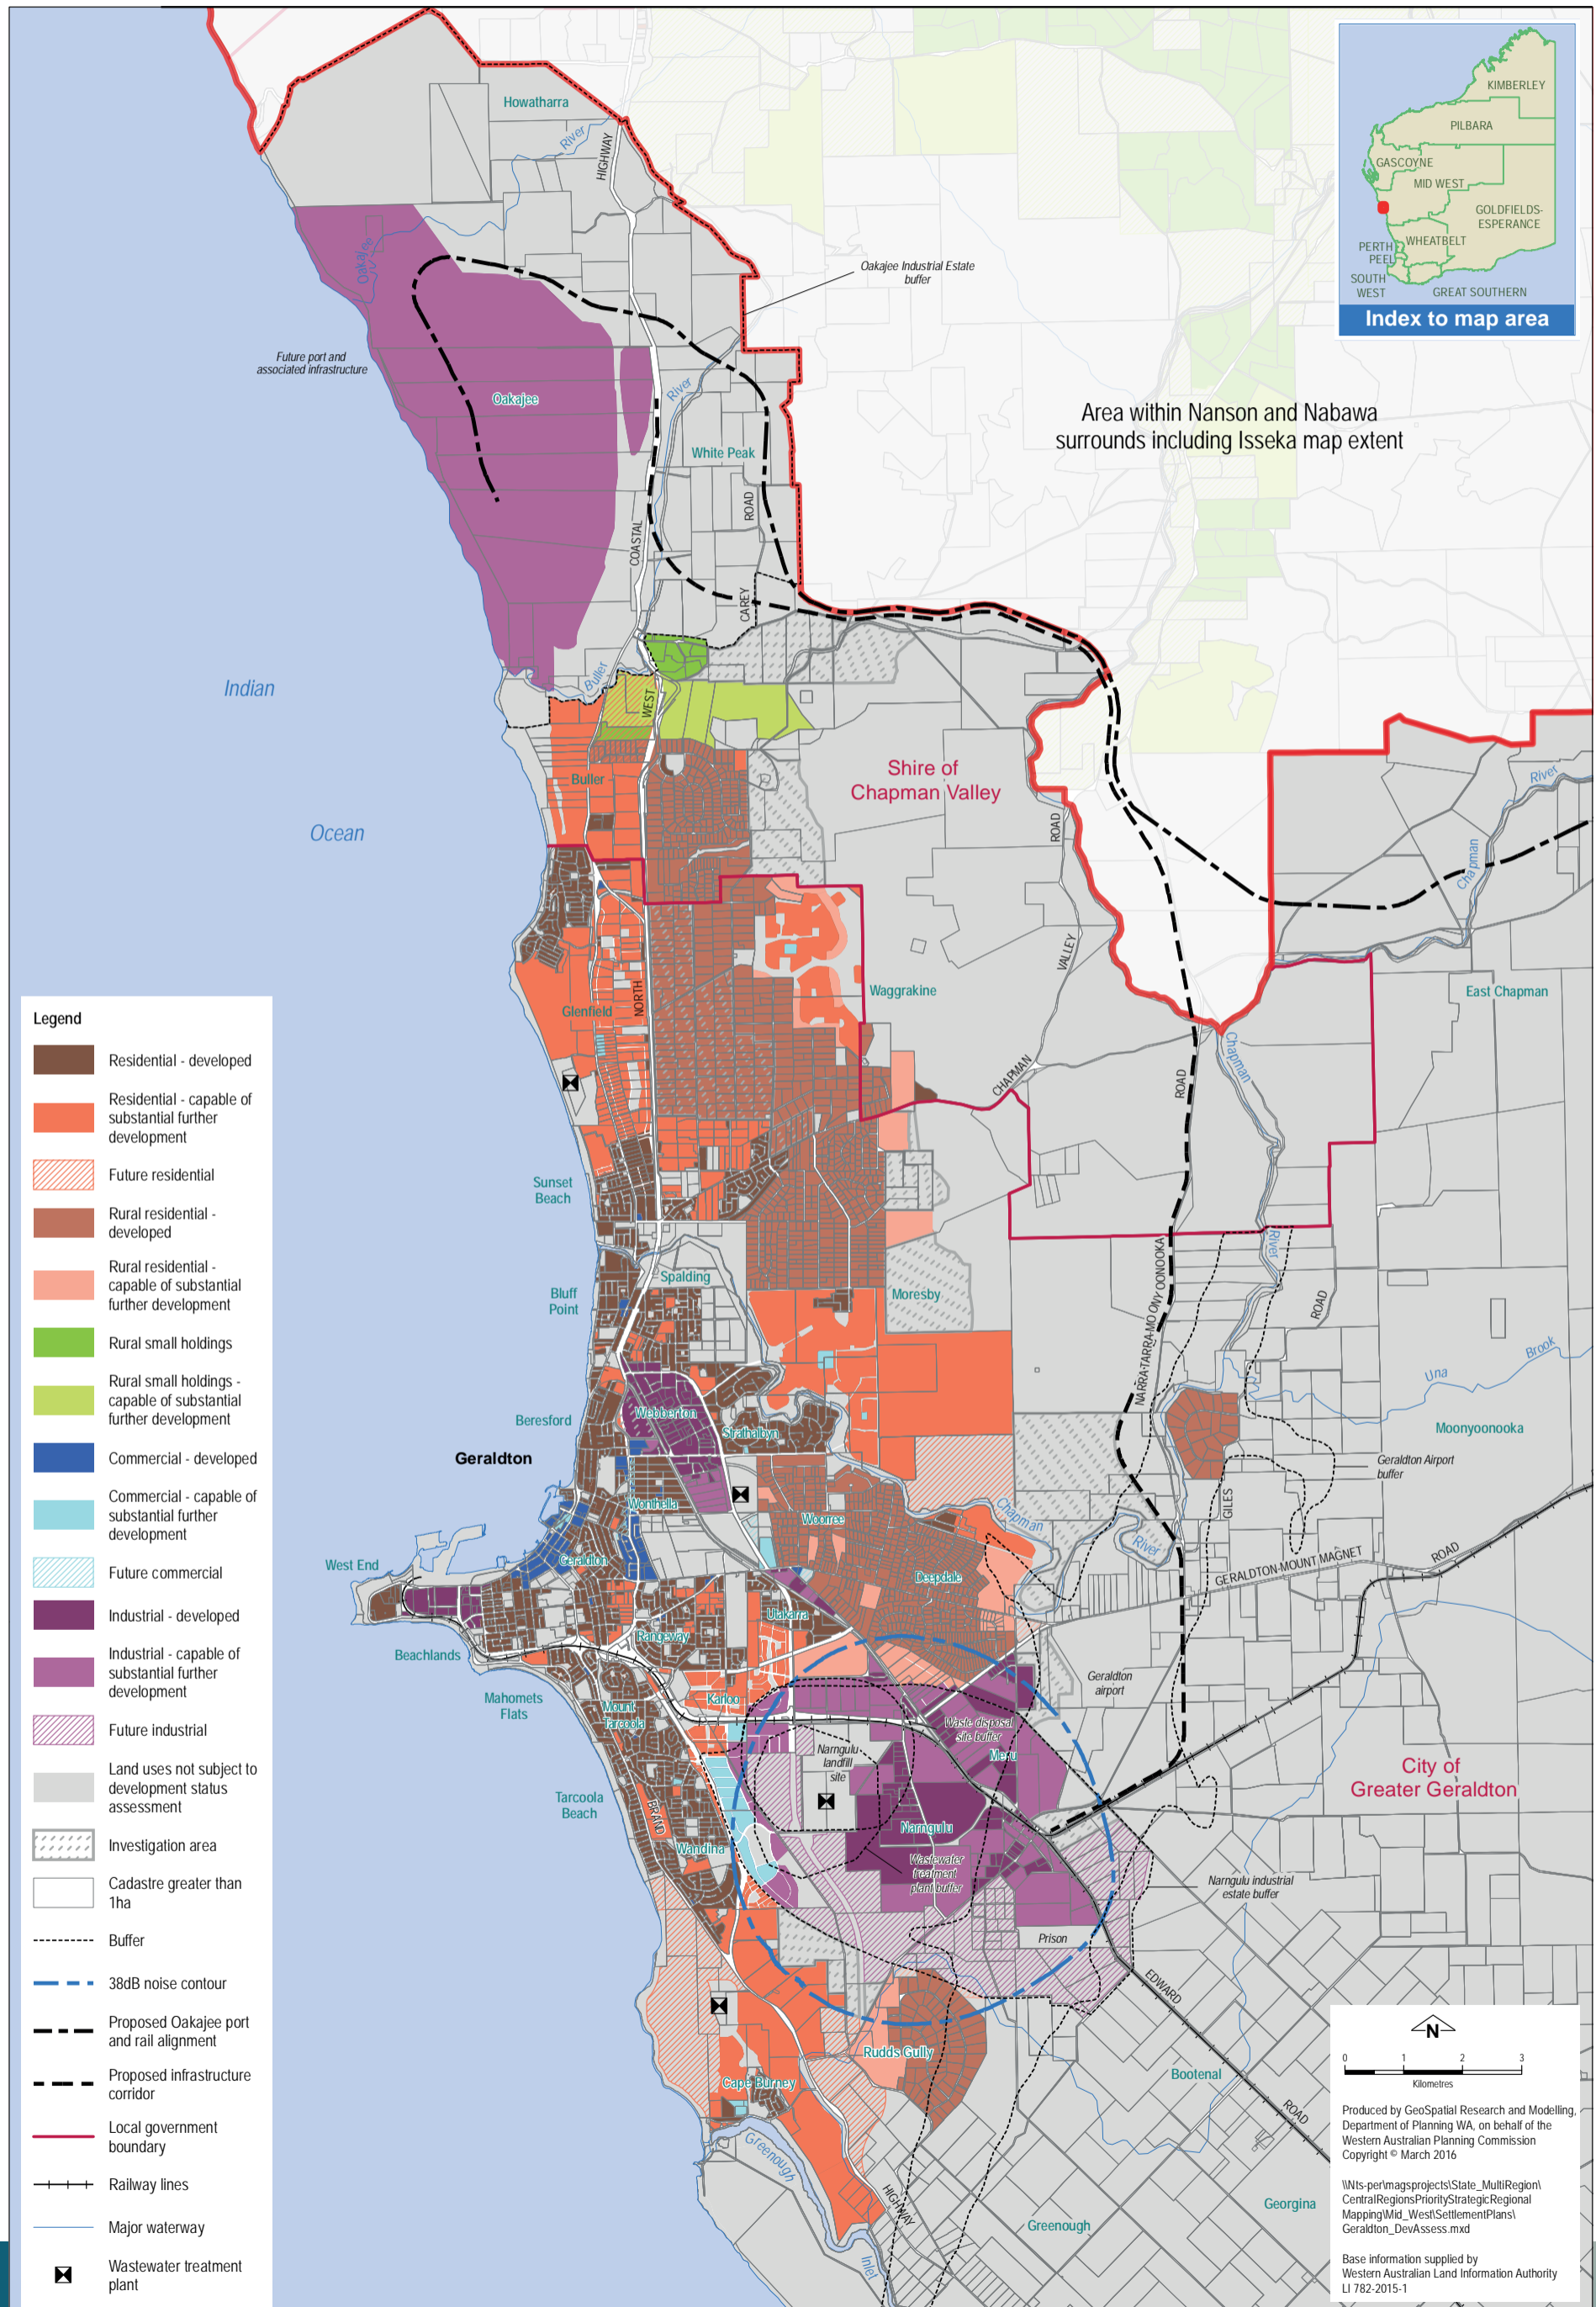 Howatharra
River
HIGHWAY
Oakajee
Oakajee Industrial Estate
buffer
Future port and
associated infrastructure
Oakajee
River
White Peak
ROAD
COASTAL
CAREY
Area within Nanson and Nabawa
surrounds including Isseka map extent
KIMBERLEY
PILBARA
GASCOYNE
MID WEST
GOLDFIELDS-
ESPERANCE
WHEATBELT
PERTH
PEEL
SOUTH
WEST
GREAT SOUTHERN
Index to map area
Indian
Ocean
Buller
WEST
Buller
Shire of
Chapman Valley
ROAD
VALLEY
CHAPMAN
River
Chapman
East Chapman
Waggrakine
Glenfield
NORTH
Chapman
ROAD
Sunset
Beach
Spalding
Bluff
Point
Moresby
NARRA-TARRA-MOONYOONOOKA
River
ROAD
Una
Brook
Moonyoonooka
Beresford
Webberton
Strathalbyn
Geraldton
Geraldton Airport
buffer
GILES
Wonthella
Woorree
Chapman
River
Geraldton
West End
Deepdale
GERALDTON-MOUNT MAGNET
ROAD
Utakarra
Rangeway
Beachlands
Karloo
Geraldton
airport
Mahomets
Flats
Mount
Tarcoola
Waste disposal
site buffer
Meru
Narngulu
landfill
site
City of
Greater Geraldton
Tarcoola
Beach
BRAND
Narngulu
Wandina
Wastewater
treatment
plant buffer
Narngulu industrial
estate buffer
Prison
EDWARD
ROAD
Rudds Gully
Cape Burney
Bootenal
Greenough
HIGHWAY
Inlet
Greenough
Georgina
Legend
Residential - developed
Residential - capable of
substantial further
development
Future residential
Rural residential -
developed
Rural residential -
capable of substantial
further development
Rural small holdings
Rural small holdings -
capable of substantial
further development
Commercial - developed
Commercial - capable of
substantial further
development
Future commercial
Industrial - developed
Industrial - capable of
substantial further
development
Future industrial
Land uses not subject to
development status
assessment
Investigation area
Cadastre greater than
1ha
Buffer
38dB noise contour
Proposed Oakajee port
and rail alignment
Proposed infrastructure
corridor
Local government
boundary
Railway lines
Major waterway
Wastewater treatment
plant
N
0 1 2 3
Kilometres
Produced by GeoSpatial Research and Modelling,
Department of Planning WA, on behalf of the
Western Australian Planning Commission
Copyright © March 2016
\\Nts-per\magsprojects\State_MultiRegion\
CentralRegionsPriorityStrategicRegional
Mapping\Mid_West\SettlementPlans\
Geraldton_DevAssess.mxd
Base information supplied by
Western Australian Land Information Authority
LI 782-2015-1